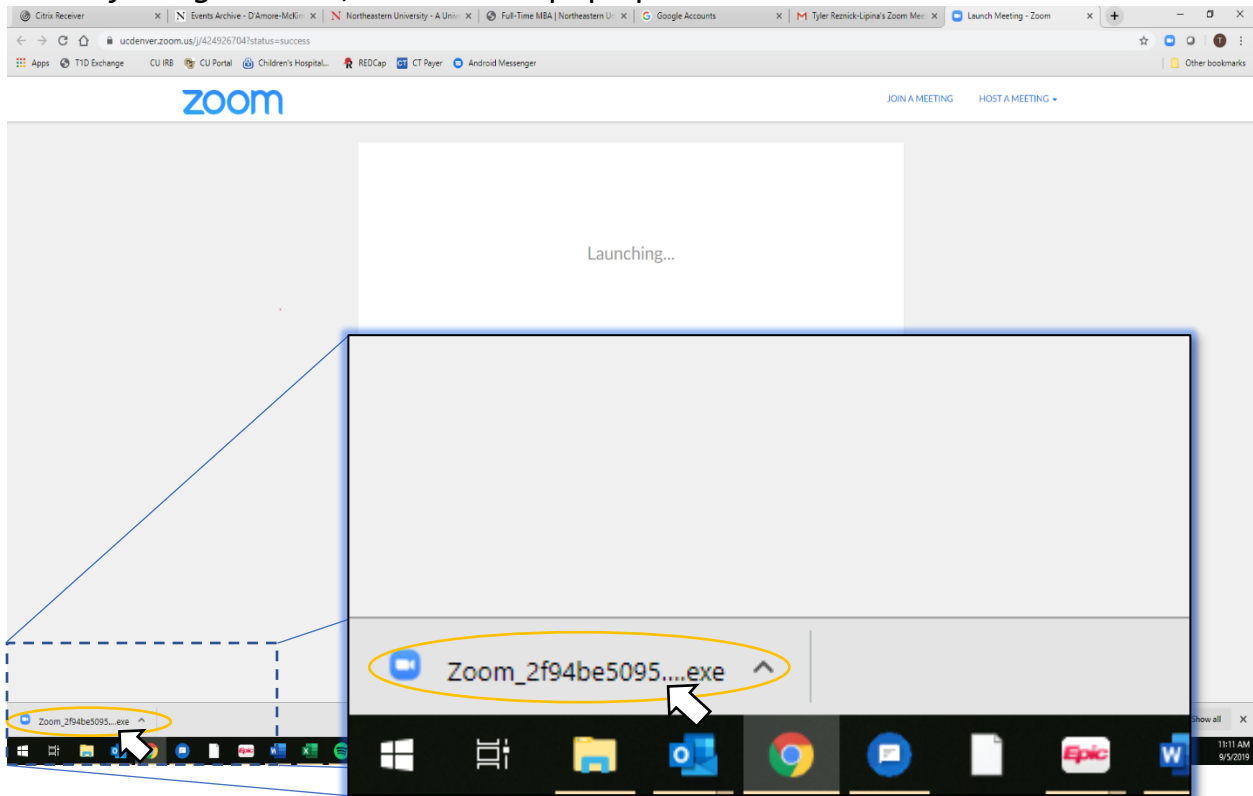 Citrix Receiver
Events Archive - D'Amore-McKim
Northeastern University - A Univ
Full-Time MBA | Northeastern Un
Google Accounts
Tyler Reznick-Lipina's Zoom Mee
Launch Meeting - Zoom
ucdenver.zoom.us/j/424926704?status=success
Apps
T1D Exchange
CU IRB
CU Portal
Children's Hospital...
REDCap
CT Payer
Android Messenger
Other bookmarks
zoom
JOIN A MEETING
HOST A MEETING
Launching...
Zoom_2f94be5095....exe
Epic
Zoom_2f94be5095....exe
Show all
Epic
11:11 AM
9/5/2019